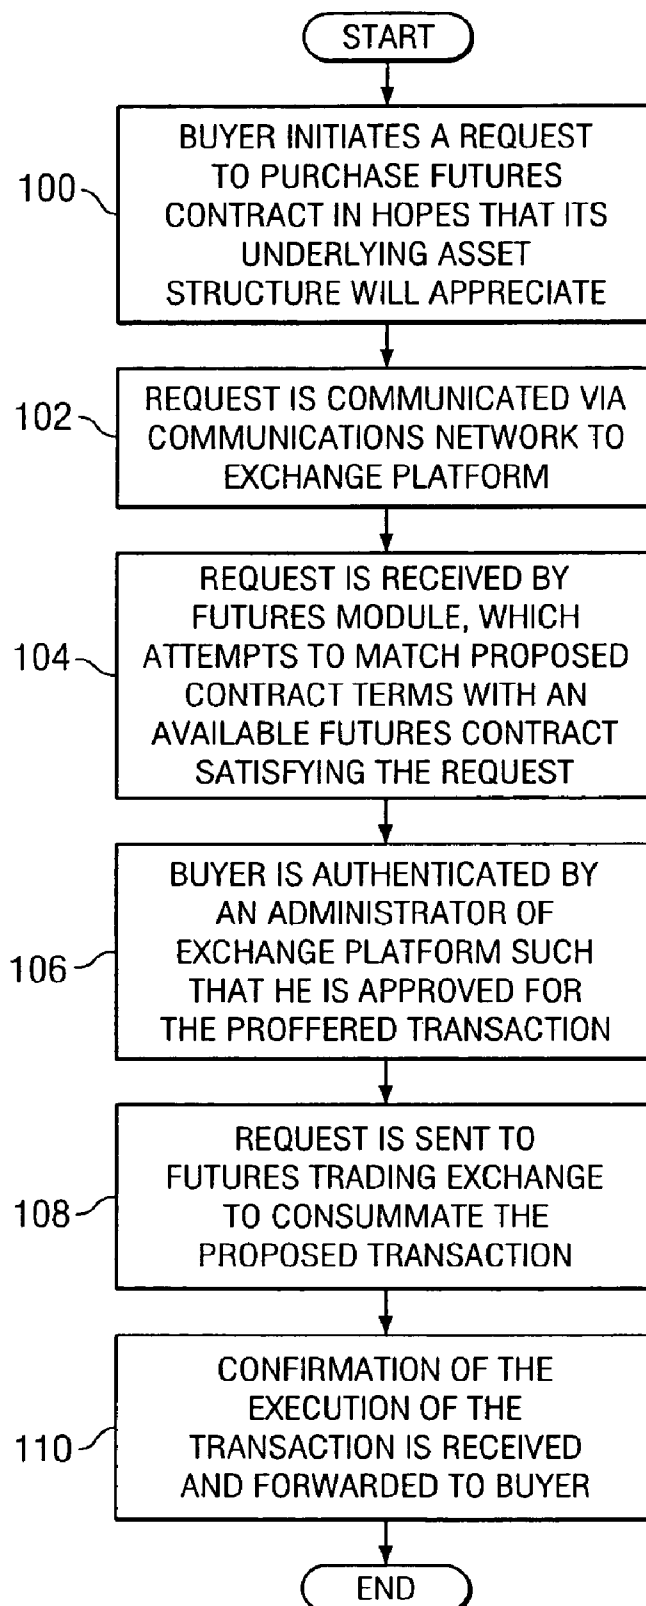 START
BUYER INITIATES A REQUEST
TO PURCHASE FUTURES
CONTRACT IN HOPES THAT ITS
UNDERLYING ASSET
STRUCTURE WILL APPRECIATE
100
REQUEST IS COMMUNICATED VIA
COMMUNICATIONS NETWORK TO
EXCHANGE PLATFORM
102
REQUEST IS RECEIVED BY
FUTURES MODULE, WHICH
ATTEMPTS TO MATCH PROPOSED
CONTRACT TERMS WITH AN
AVAILABLE FUTURES CONTRACT
SATISFYING THE REQUEST
104
BUYER IS AUTHENTICATED BY
AN ADMINISTRATOR OF
EXCHANGE PLATFORM SUCH
THAT HE IS APPROVED FOR
THE PROFFERED TRANSACTION
106
REQUEST IS SENT TO
FUTURES TRADING EXCHANGE
TO CONSUMMATE THE
PROPOSED TRANSACTION
108
CONFIRMATION OF THE
EXECUTION OF THE
TRANSACTION IS RECEIVED
AND FORWARDED TO BUYER
110
END